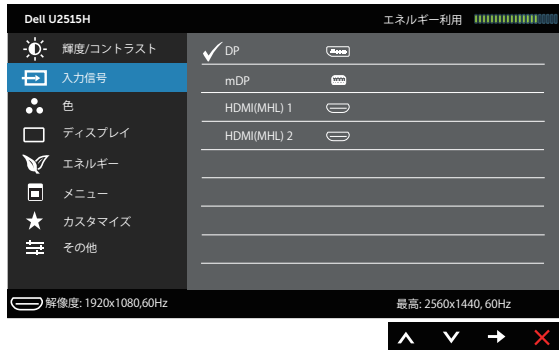 Dell U2515H エネルギー利用
輝度/コントラスト
入力信号
色
ディスプレイ
エネルギー
メニュー
カスタマイズ
その他
DP
mDP
HDMI(MHL) 1
HDMI(MHL) 2
解像度: 1920x1080,60Hz 最高: 2560x1440, 60Hz